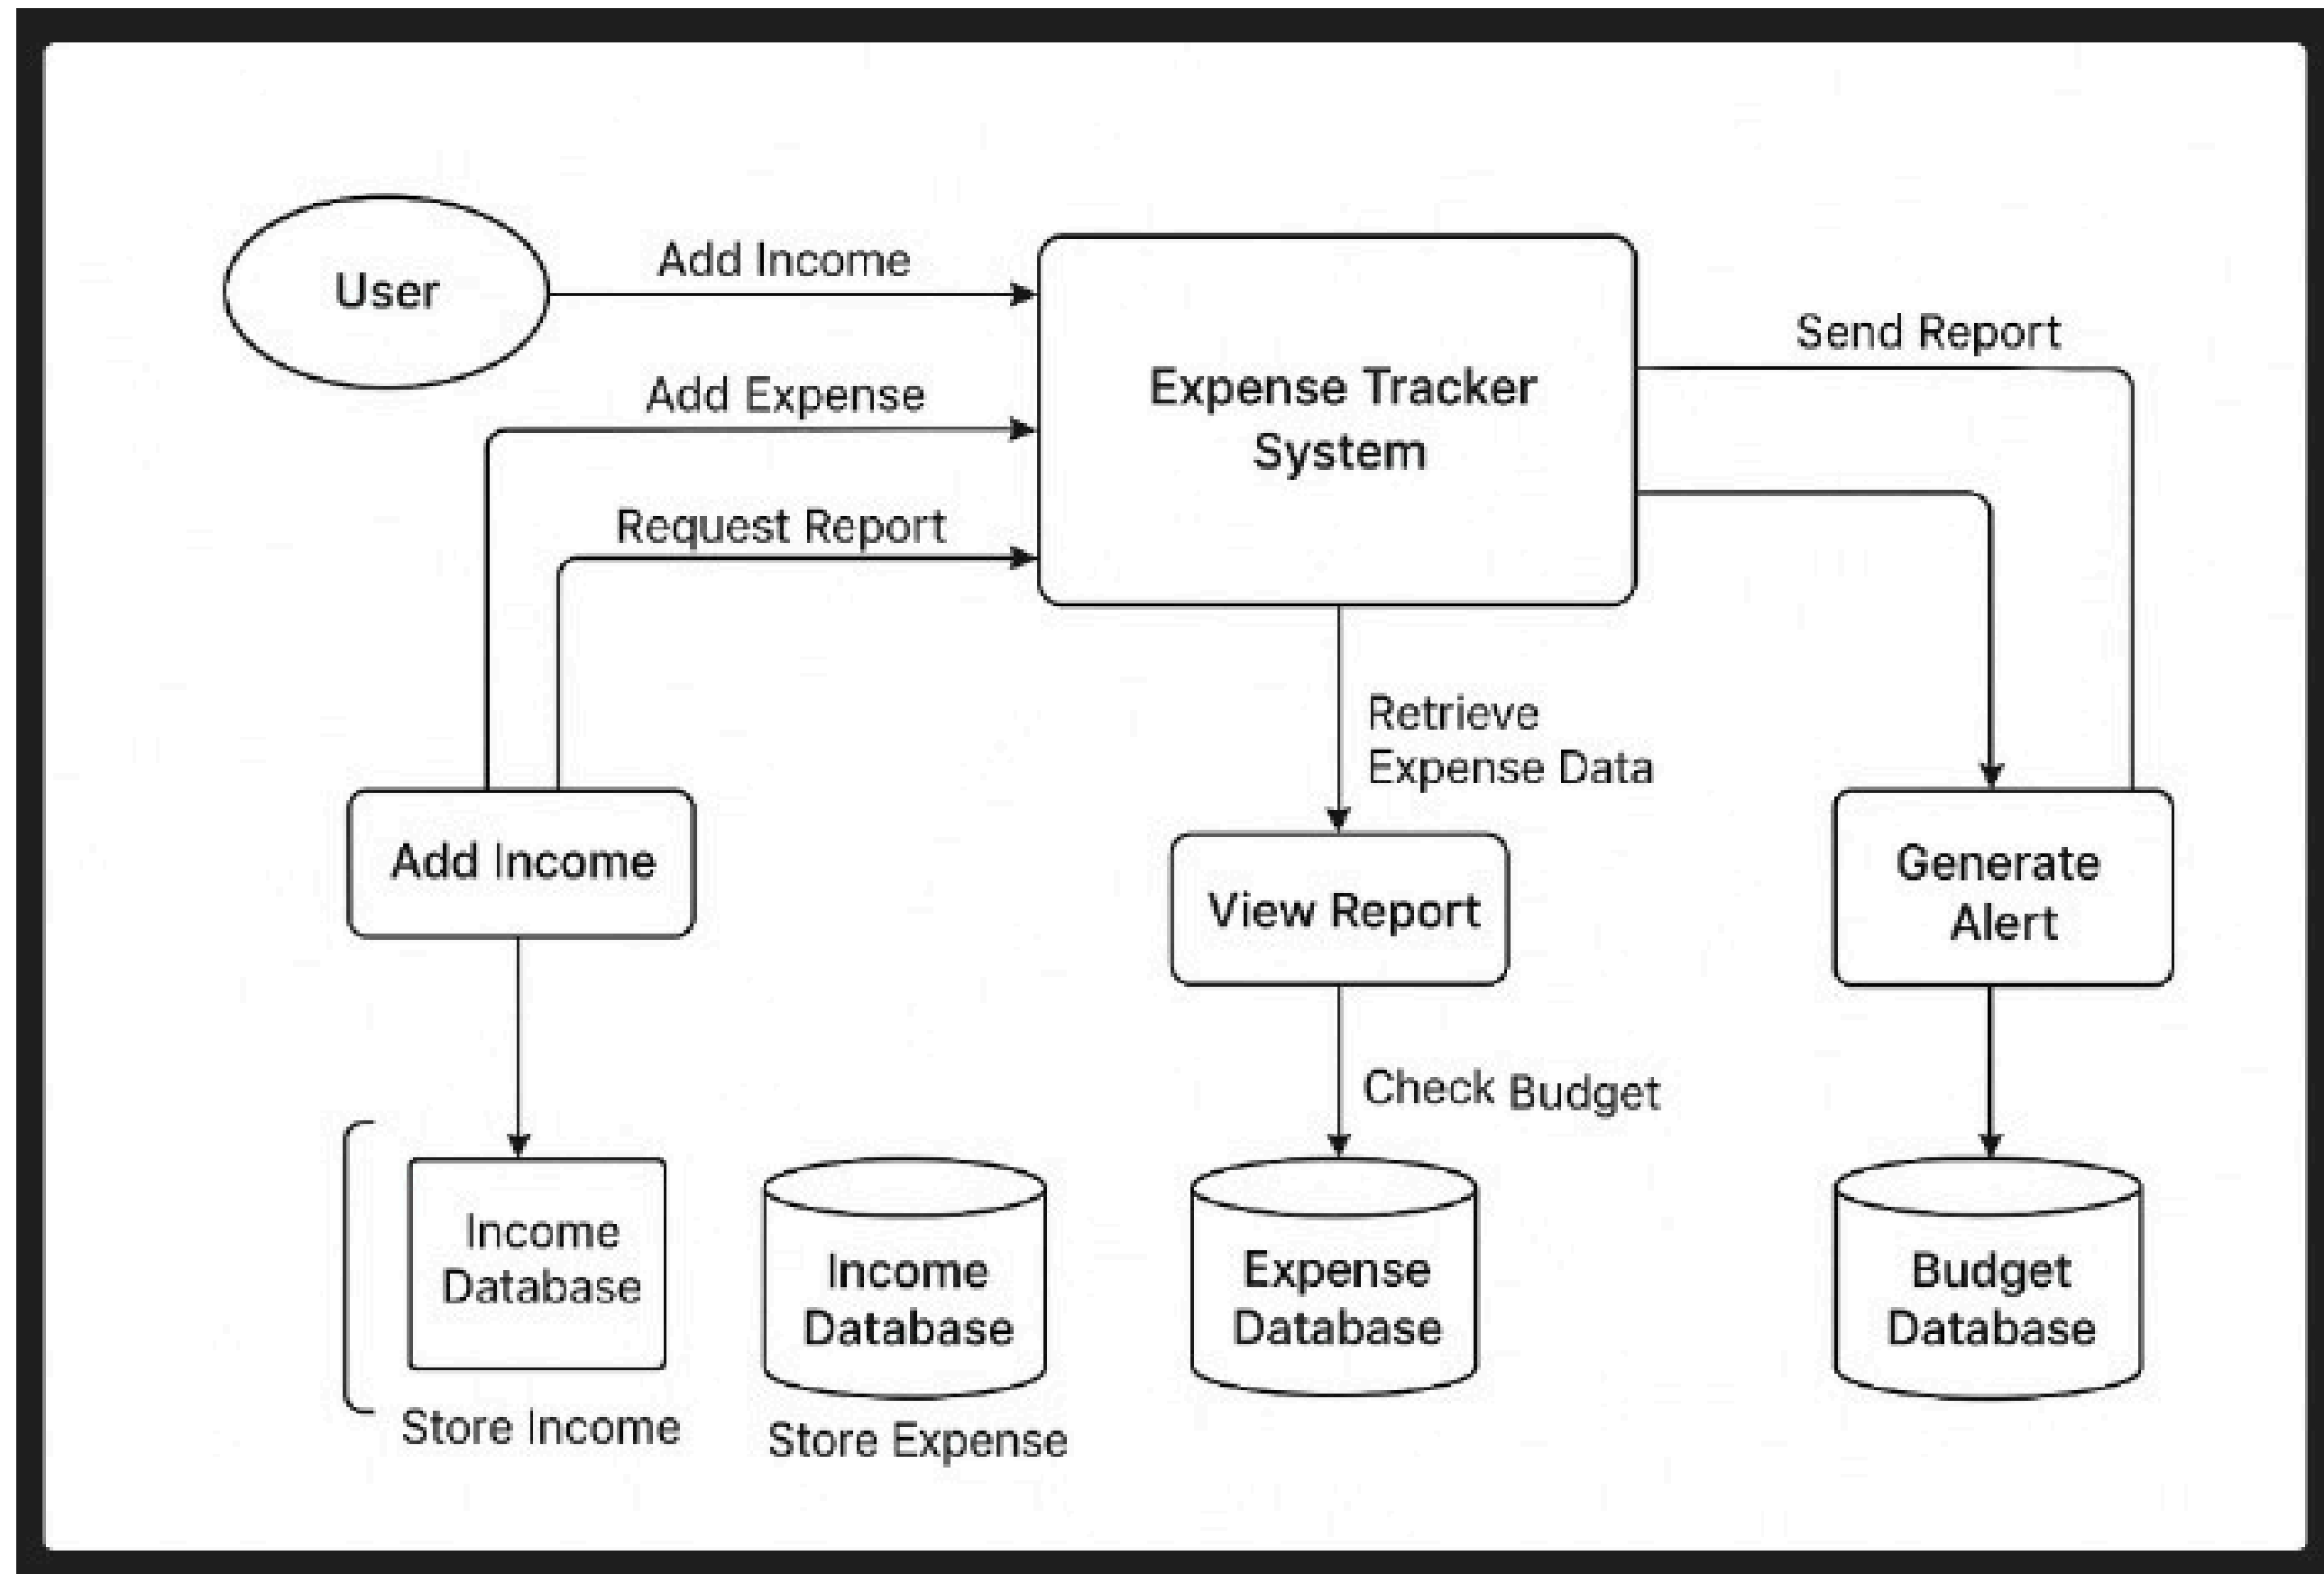 User
Add Income
Add Expense
Request Report
Expense Tracker
System
Send Report
Retrieve
Expense Data
Add Income
View Report
Generate
Alert
Check Budget
Income
Database
Store Income
Income
Database
Store Expense
Expense
Database
Budget
Database